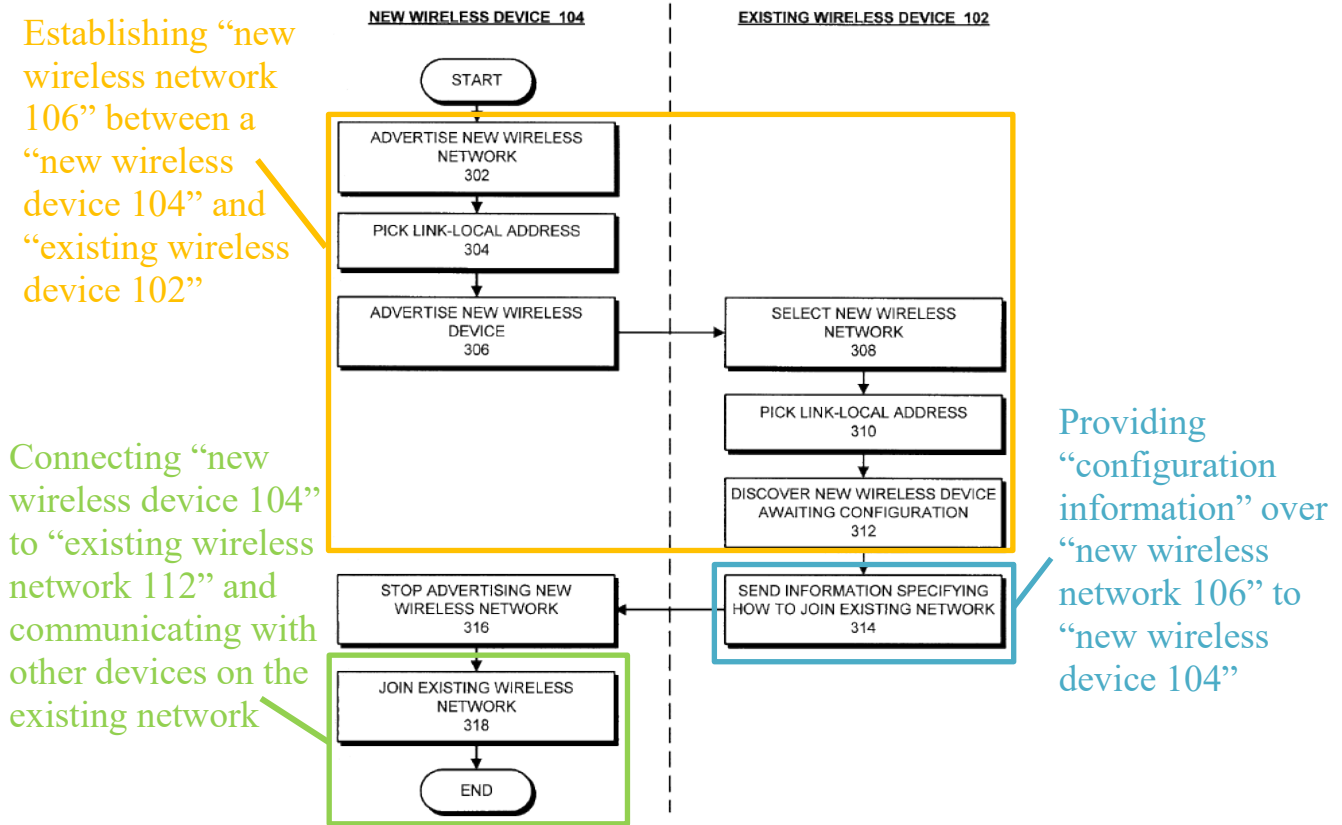 NEW WIRELESS DEVICE 104
EXISTING WIRELESS DEVICE 102
Establishing “new
wireless network
106” between a
“new wireless
device 104” and
“existing wireless
device 102”
START
ADVERTISE NEW WIRELESS
NETWORK
302
PICK LINK-LOCAL ADDRESS
304
ADVERTISE NEW WIRELESS
DEVICE
306
SELECT NEW WIRELESS
NETWORK
308
PICK LINK-LOCAL ADDRESS
310
DISCOVER NEW WIRELESS DEVICE
AWAITING CONFIGURATION
312
SEND INFORMATION SPECIFYING
HOW TO JOIN EXISTING NETWORK
314
Providing
“configuration
information” over
“new wireless
network 106” to
“new wireless
device 104”
STOP ADVERTISING NEW
WIRELESS NETWORK
316
Connecting “new
wireless device 104”
to “existing wireless
network 112” and
communicating with
other devices on the
existing network
JOIN EXISTING WIRELESS
NETWORK
318
END